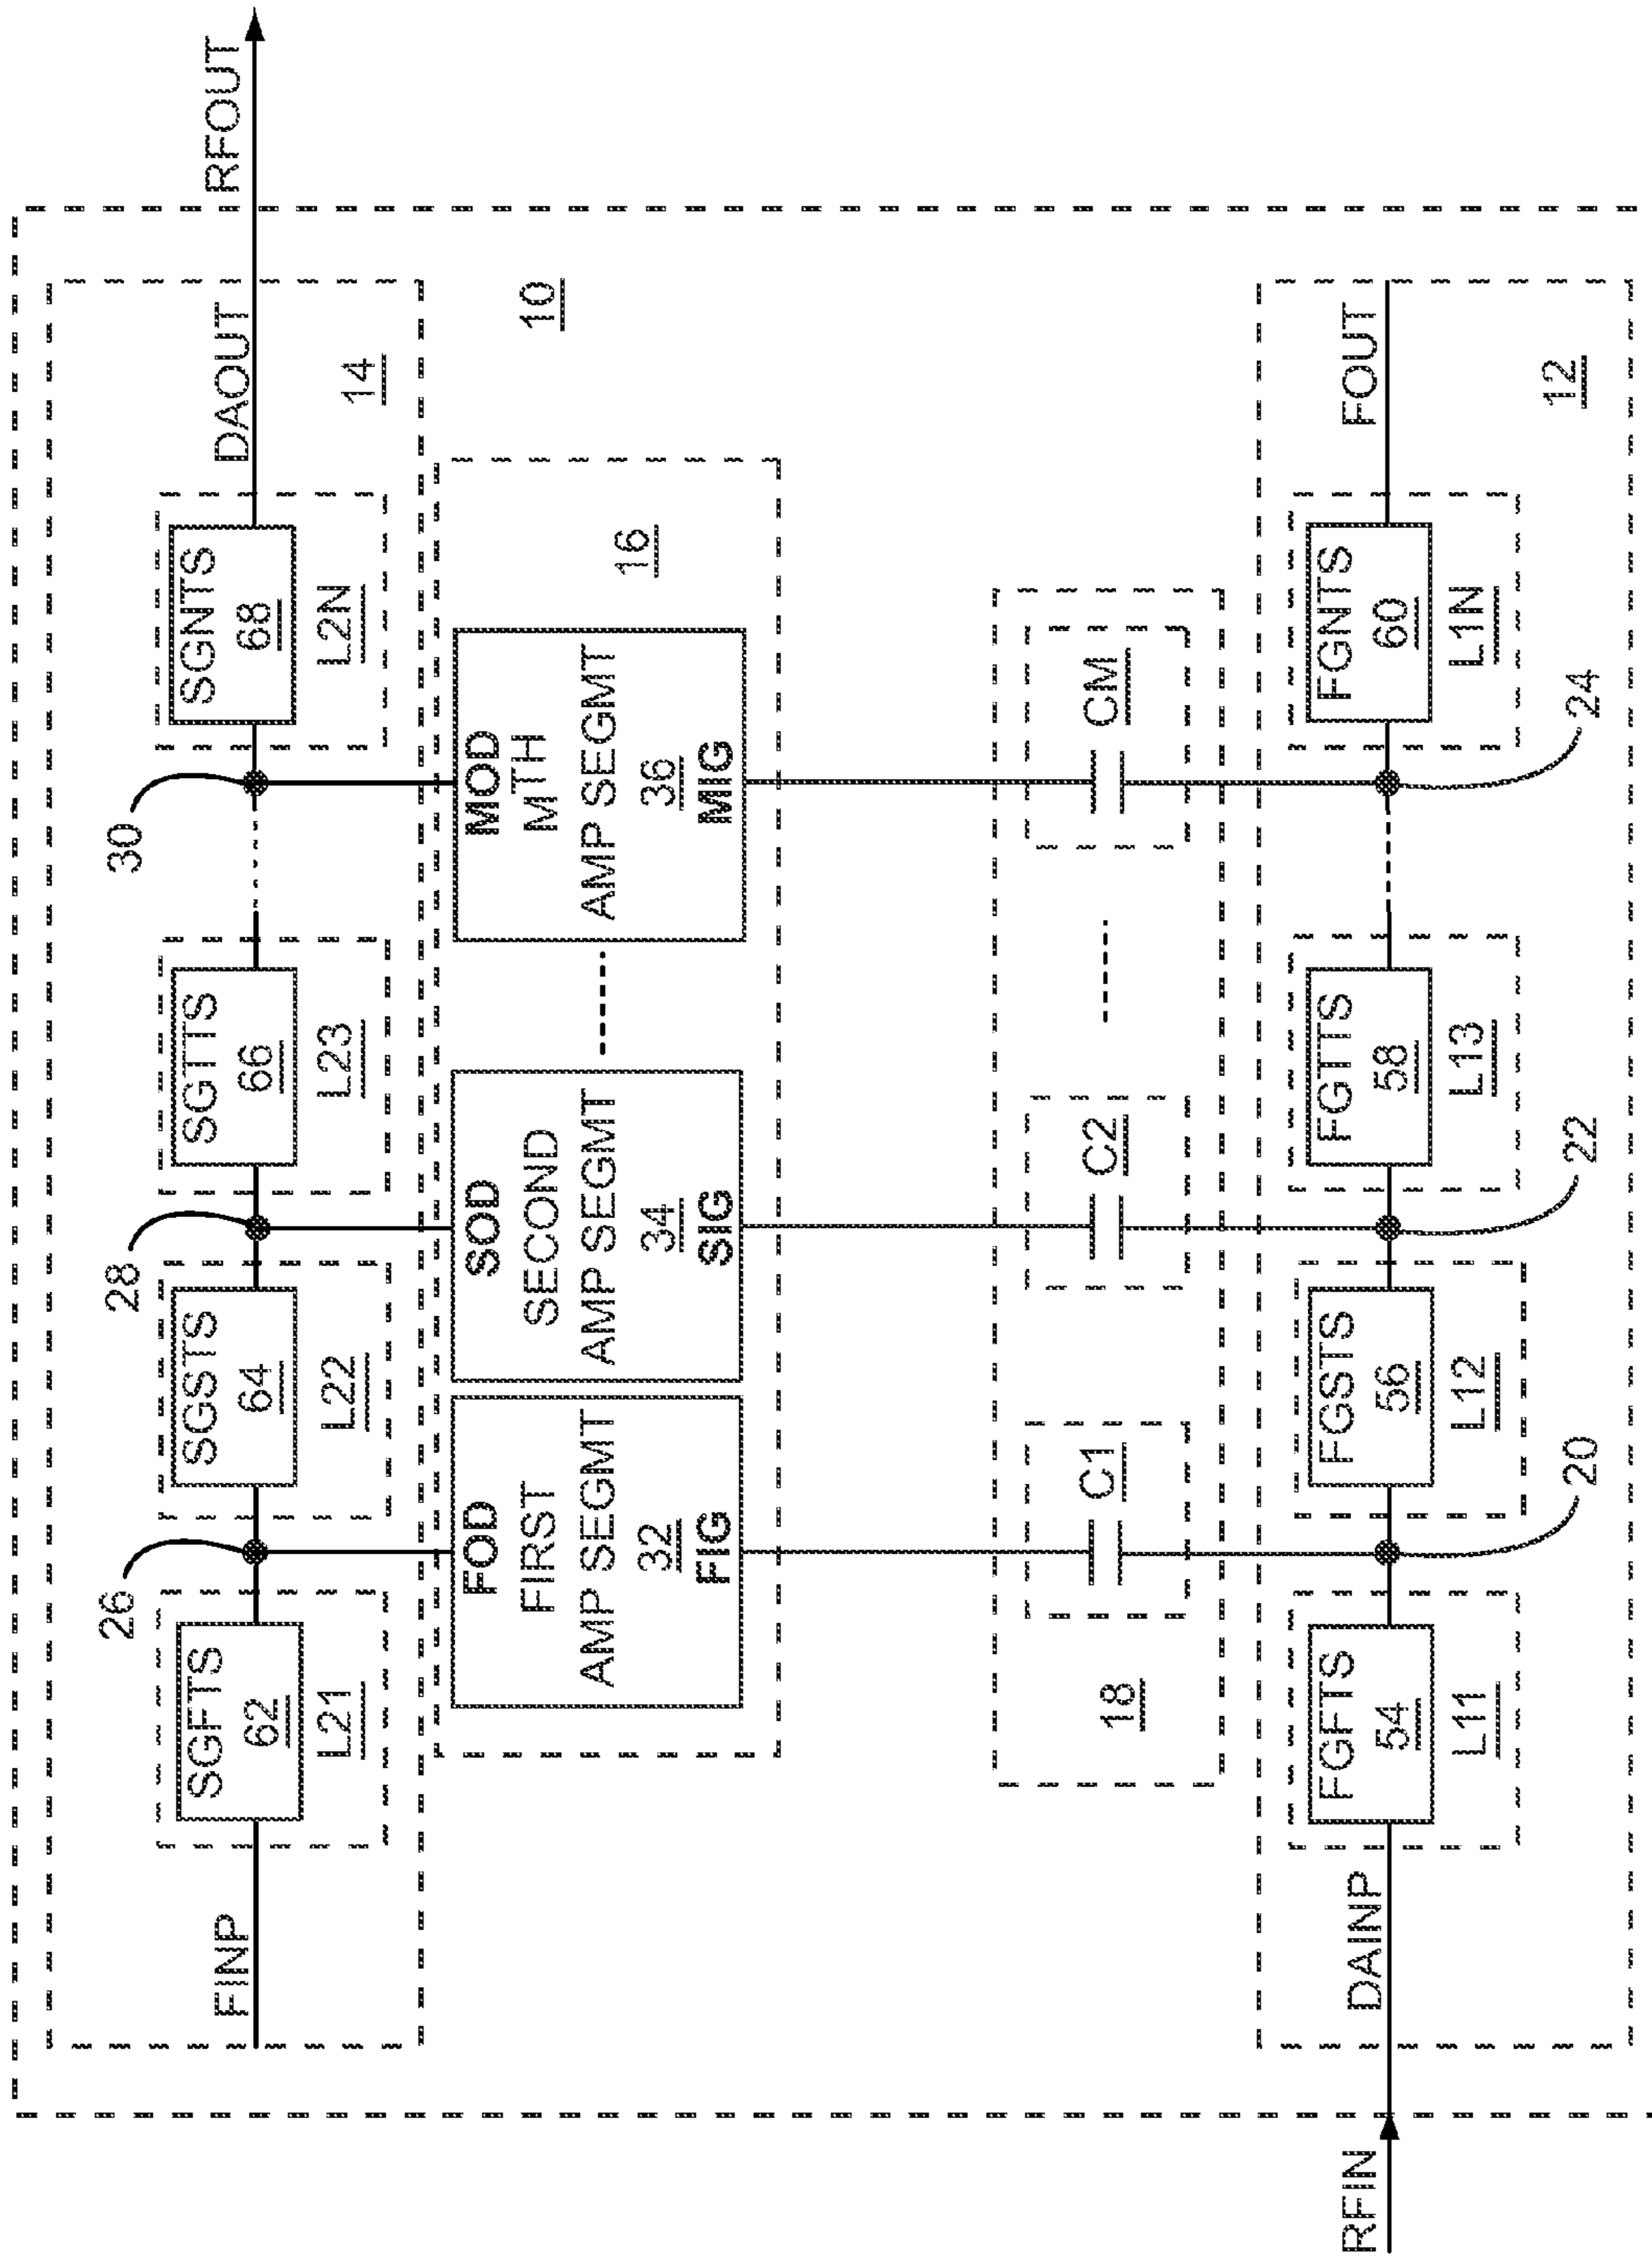 RFOUT
10
DAOUT
14
FINP
SGFTS
62
L21
SGSTS
64
L22
SGTTS
66
L23
SGNTS
68
L2N
26
28
30
16
FOD
FIRST
AMP SEGMT
32
FIG
SOD
SECOND
AMP SEGMT
34
SIG
MOD
MTH
AMP SEGMT
36
MIG
18
C1
C2
CM
RFIN
DAINP
FGFTS
54
L11
FGSTS
56
L12
FGTTS
58
L13
FGNTS
60
L1N
FOUT
12
20
22
24